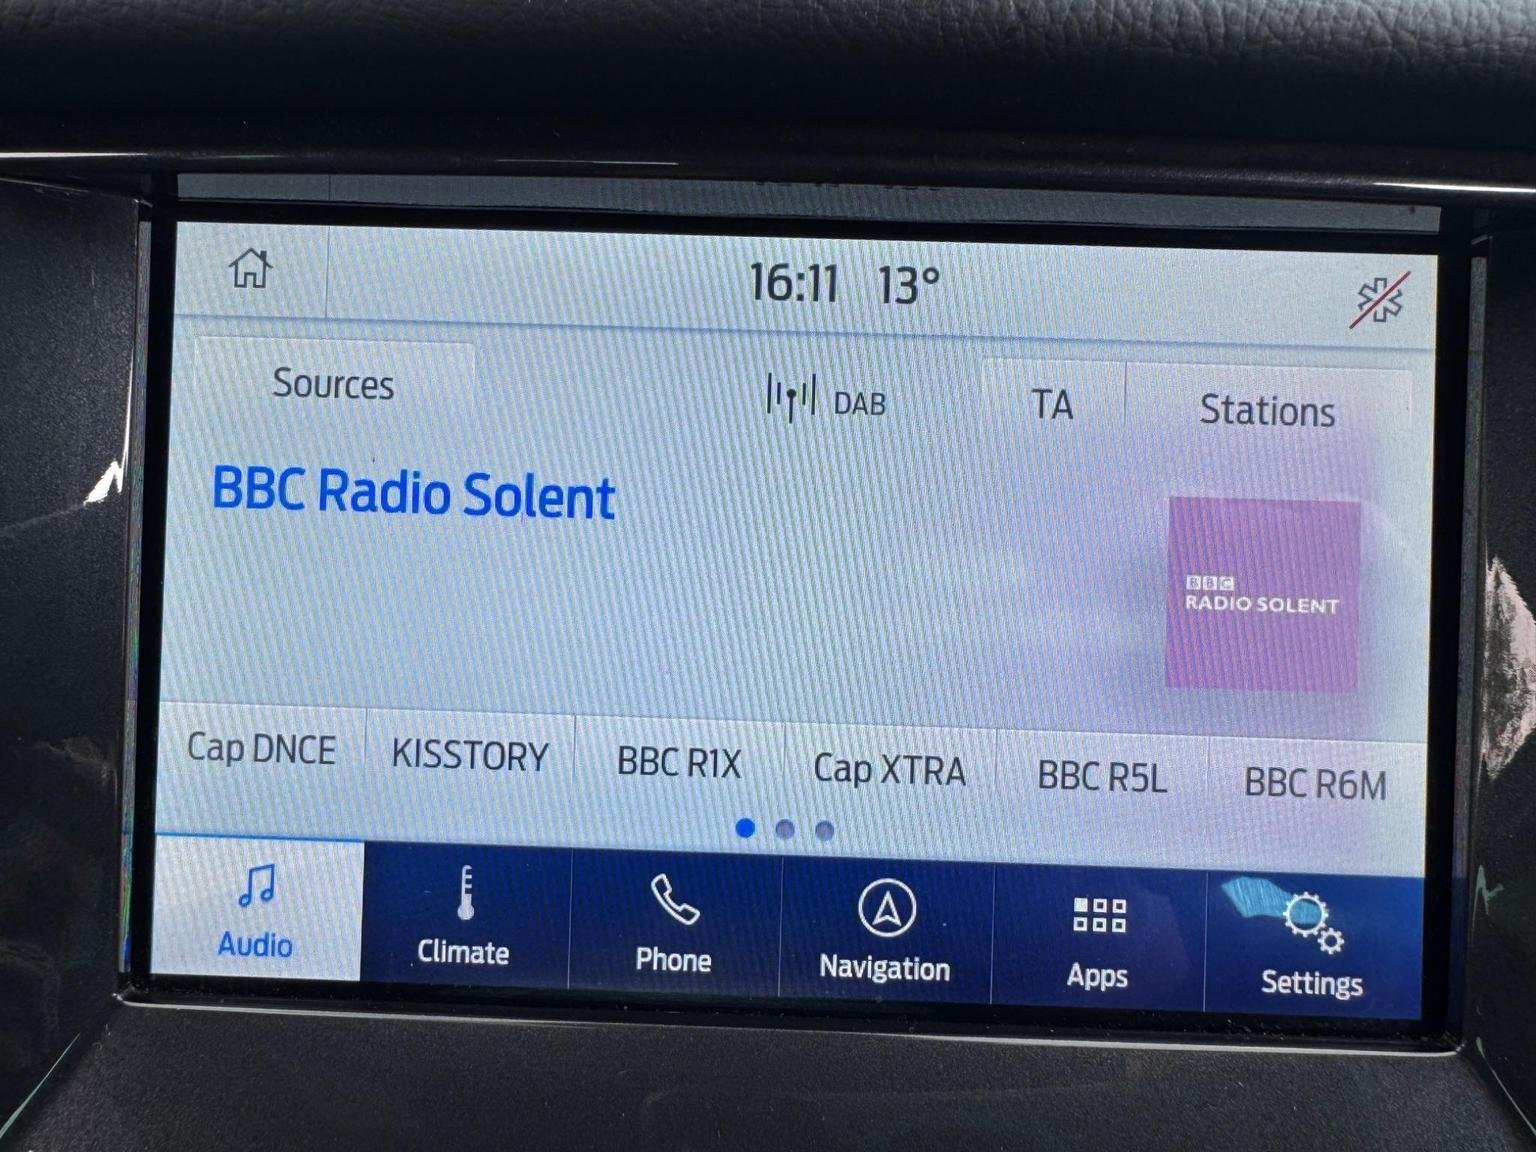 16:11 13°
Sources DAB TA Stations
BBC Radio Solent
BBC
RADIO SOLENT
Cap DNCE KISSTORY BBC R1X Cap XTRA BBC R5L BBC R6M
Audio Climate Phone Navigation Apps Settings